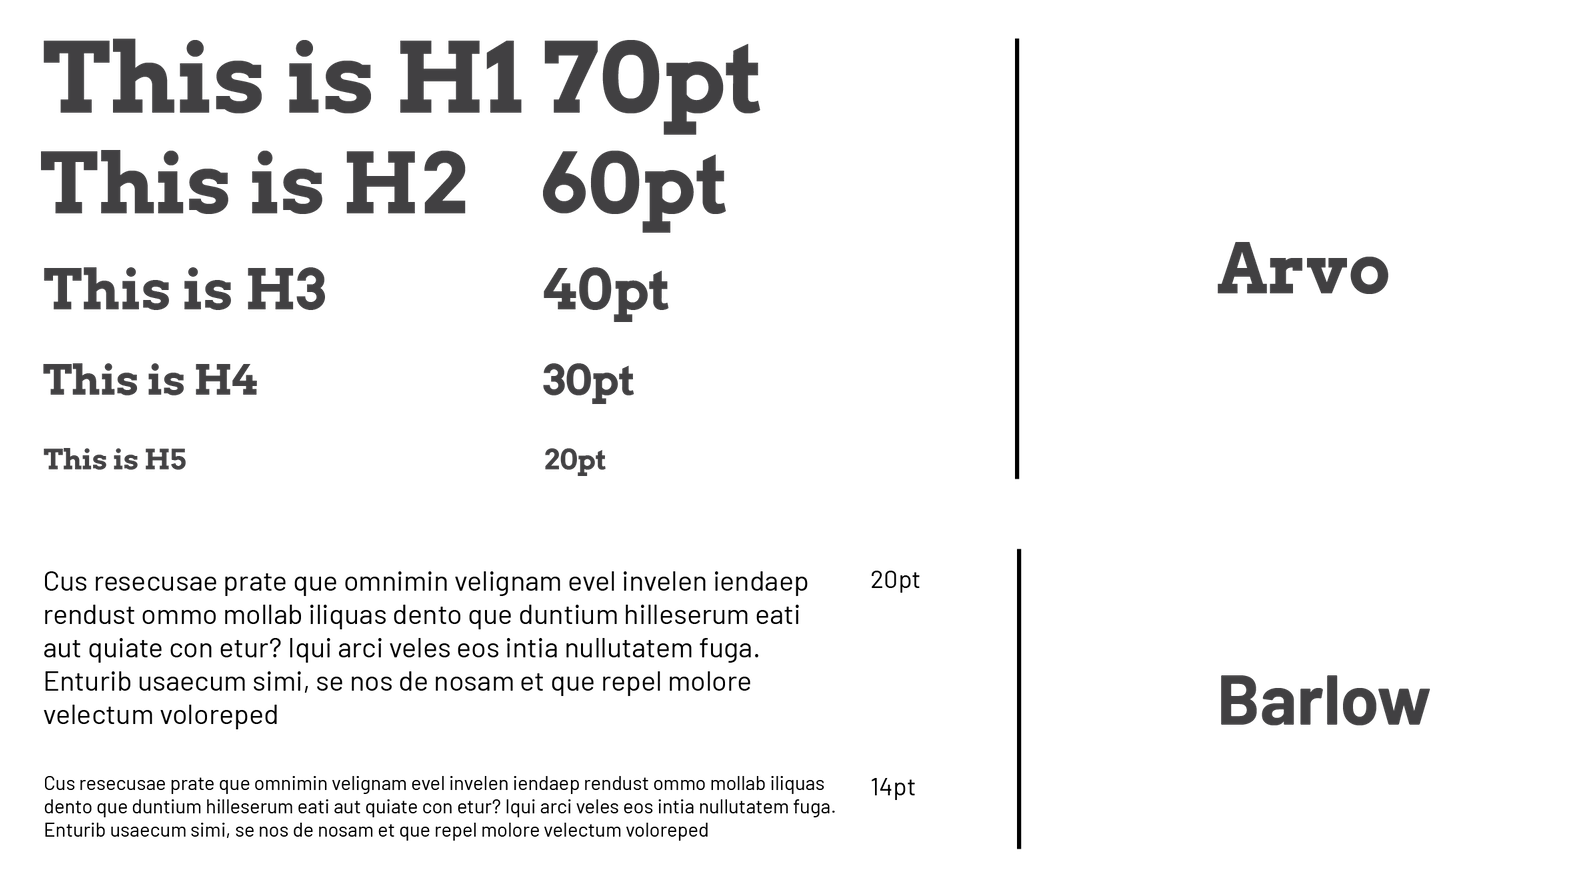 This is H1 70pt
This is H2 60pt
This is H3 40pt
This is H4 30pt
This is H5 20pt
Arvo
Cus resecusae prate que omnimin velignam evel invelen iendaep
rendust ommo mollab iliquas dento que duntium hilleserum eati
aut quiate con etur? Iqui arci veles eos intia nullutatem fuga.
Enturib usaecum simi, se nos de nosam et que repel molore
velectum voloreped
20pt
Cus resecusae prate que omnimin velignam evel invelen iendaep rendust ommo mollab iliquas
dento que duntium hilleserum eati aut quiate con etur? Iqui arci veles eos intia nullutatem fuga.
Enturib usaecum simi, se nos de nosam et que repel molore velectum voloreped
14pt
Barlow